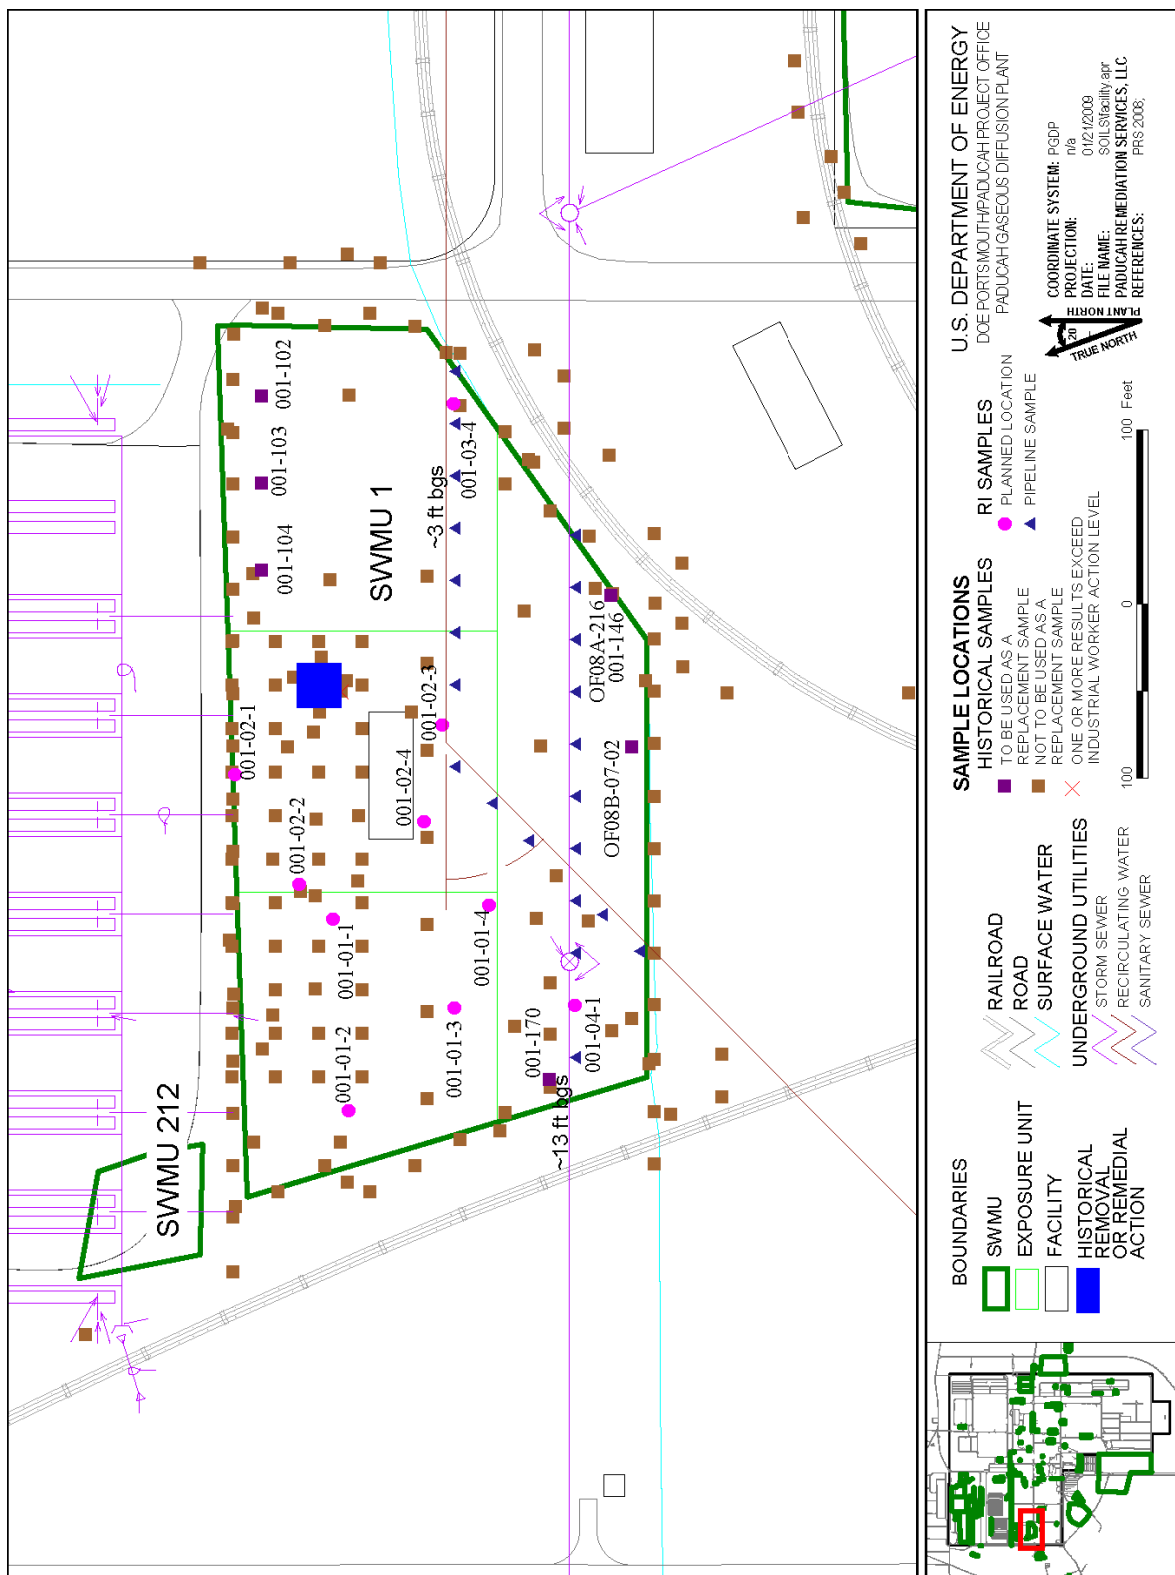 SWMU 212
SWMU 1
001-102
001-103
001-104
001-03-4
~3 ft bgs
001-02-1
001-02-2
001-02-3
001-02-4
001-01-1
001-01-2
001-01-3
001-01-4
001-04-1
001-170
~13 ft bgs
OF08A-216
001-146
OF08B-07-02
BOUNDARIES
SWMU
EXPOSURE UNIT
FACILITY
HISTORICAL
REMOVAL
OR REMEDIAL
ACTION
RAILROAD
ROAD
SURFACE WATER
UNDERGROUND UTILITIES
STORM SEWER
RECIRCULATING WATER
SANITARY SEWER
SAMPLE LOCATIONS
HISTORICAL SAMPLES
TO BE USED AS A
REPLACEMENT SAMPLE
NOT TO BE USED AS A
REPLACEMENT SAMPLE
ONE OR MORE RESULTS EXCEED
INDUSTRIAL WORKER ACTION LEVEL
RI SAMPLES
PLANNED LOCATION
PIPELINE SAMPLE
100 0 100 Feet
U.S. DEPARTMENT OF ENERGY
DOE PORTSMOUTH/PADUCAH PROJECT OFFICE
PADUCAH GASEOUS DIFFUSION PLANT
TRUE NORTH
20
PLANT NORTH
COORDINATE SYSTEM: PGDP
PROJECTION: n/a
DATE: 01/21/2009
FILE NAME: SOILS\facility.apr
PADUCAH REMEDIATION SERVICES, LLC
REFERENCES: PRS 2008;